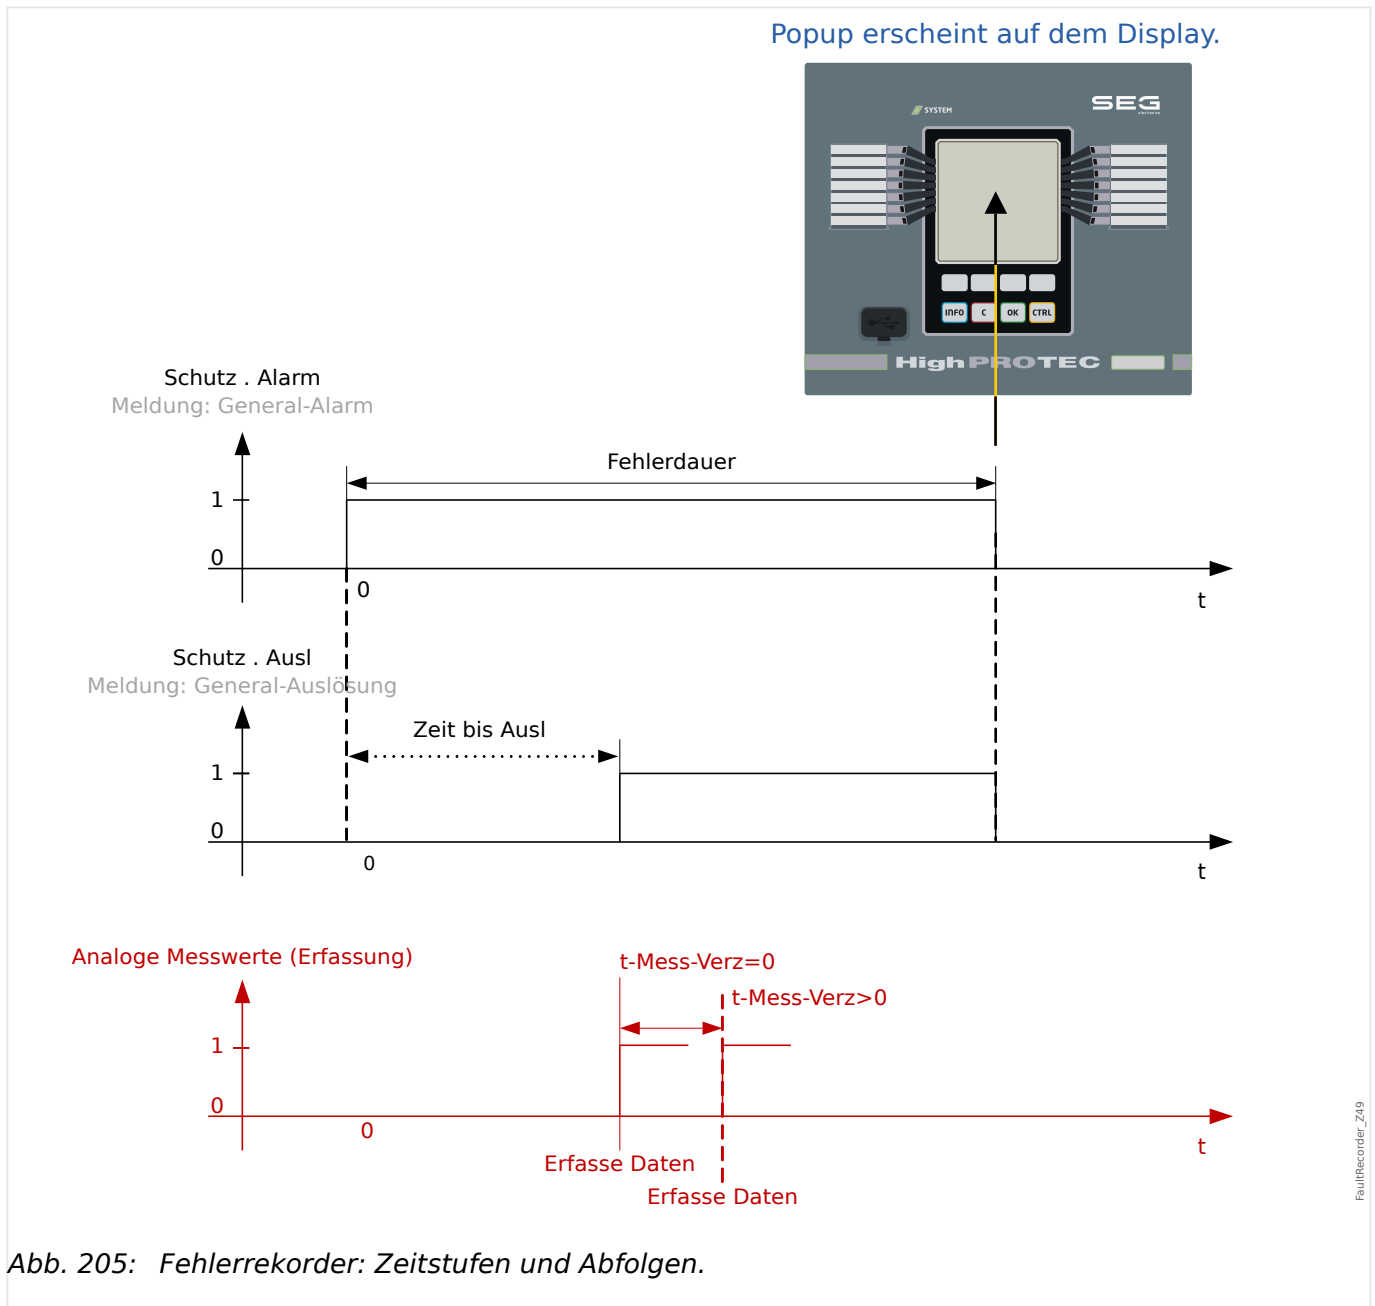 Popup erscheint auf dem Display.
SYSTEM
SEG
electronics
INFO
C
OK
CTRL
HighPROTEC
Schutz . Alarm
Meldung: General-Alarm
Fehlerdauer
1
0
0
t
Schutz . Ausl
Meldung: General-Auslösung
Zeit bis Ausl
1
0
0
t
Analoge Messwerte (Erfassung)
t-Mess-Verz=0
t-Mess-Verz>0
1
0
0
t
Erfasse Daten
Erfasse Daten
FaultRecorder_Z49
Abb. 205: Fehlerrekorder: Zeitstufen und Abfolgen.